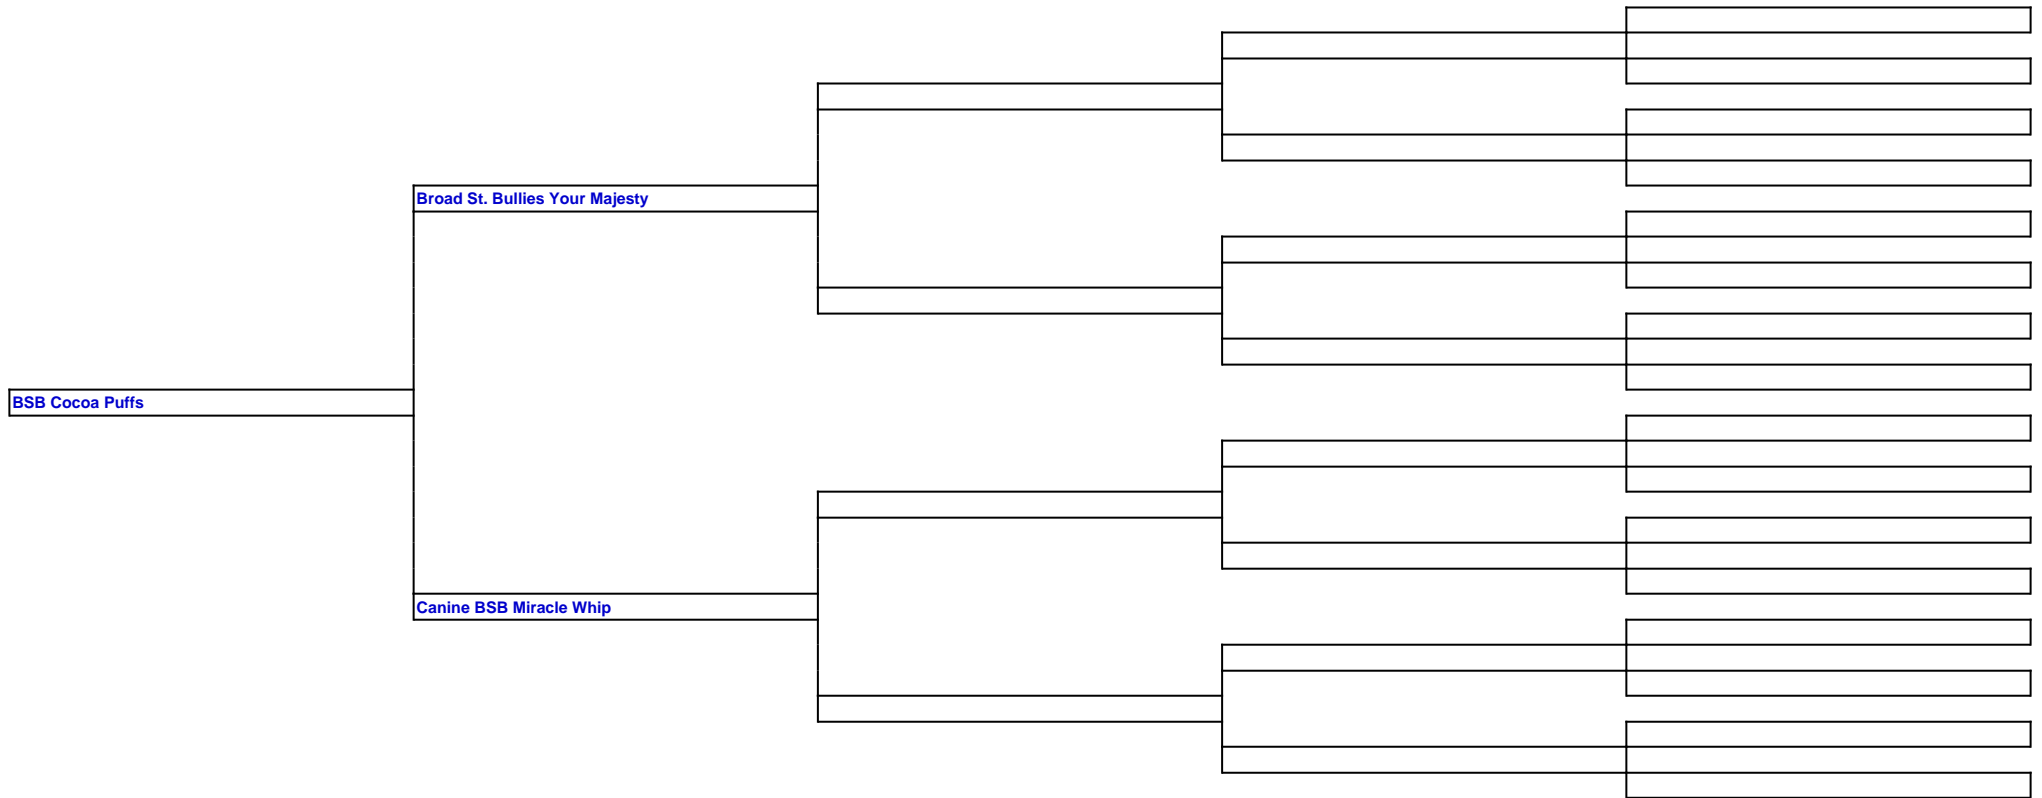 Broad St. Bullies Your Majesty
BSB Cocoa Puffs
Canine BSB Miracle Whip